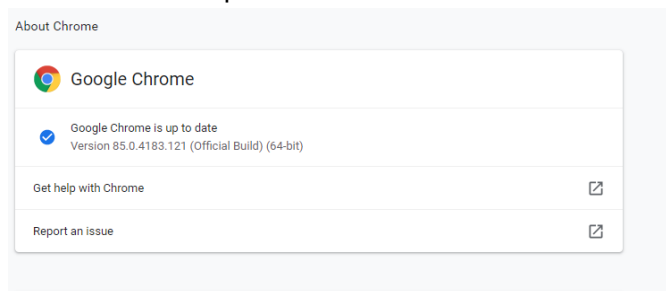 About Chrome
Google Chrome
Google Chrome is up to date
Version 85.0.4183.121 (Official Build) (64-bit)
Get help with Chrome
Report an issue